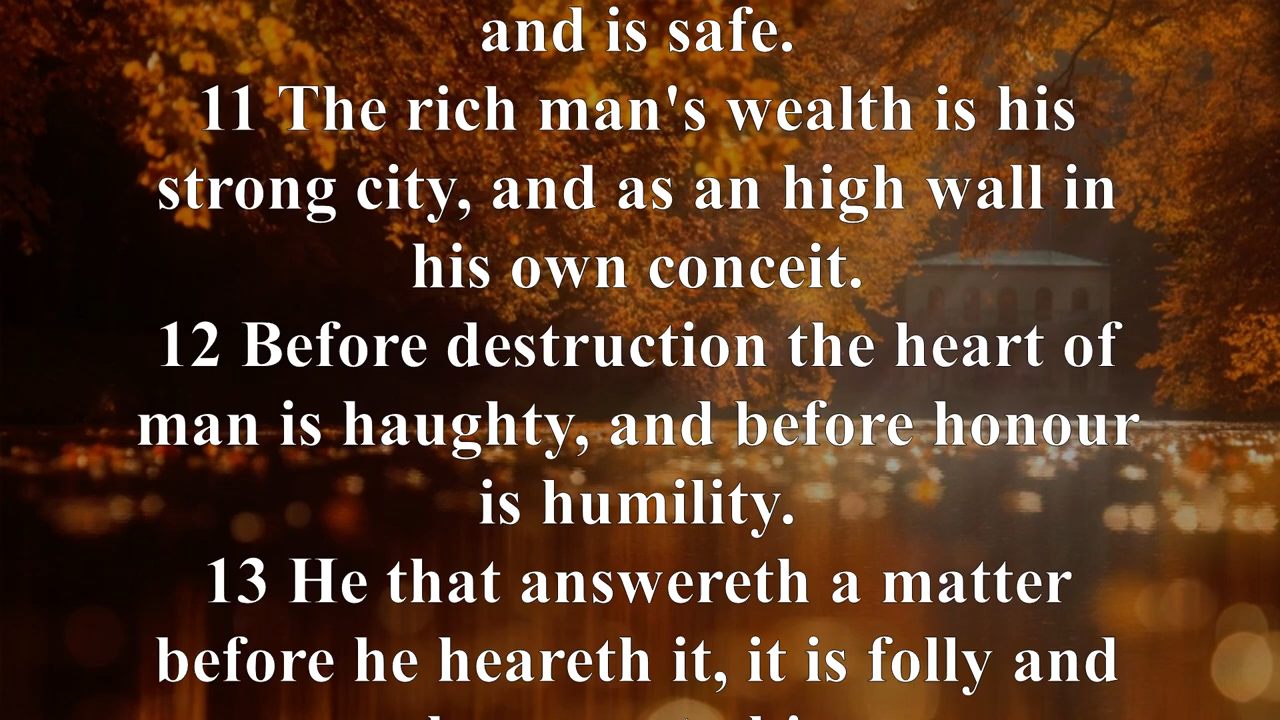 and is safe.
11 The rich man's wealth is his
strong city, and as an high wall in
his own conceit.
12 Before destruction the heart of
man is haughty, and before honour
is humility.
13 He that answereth a matter
before he heareth it, it is folly and